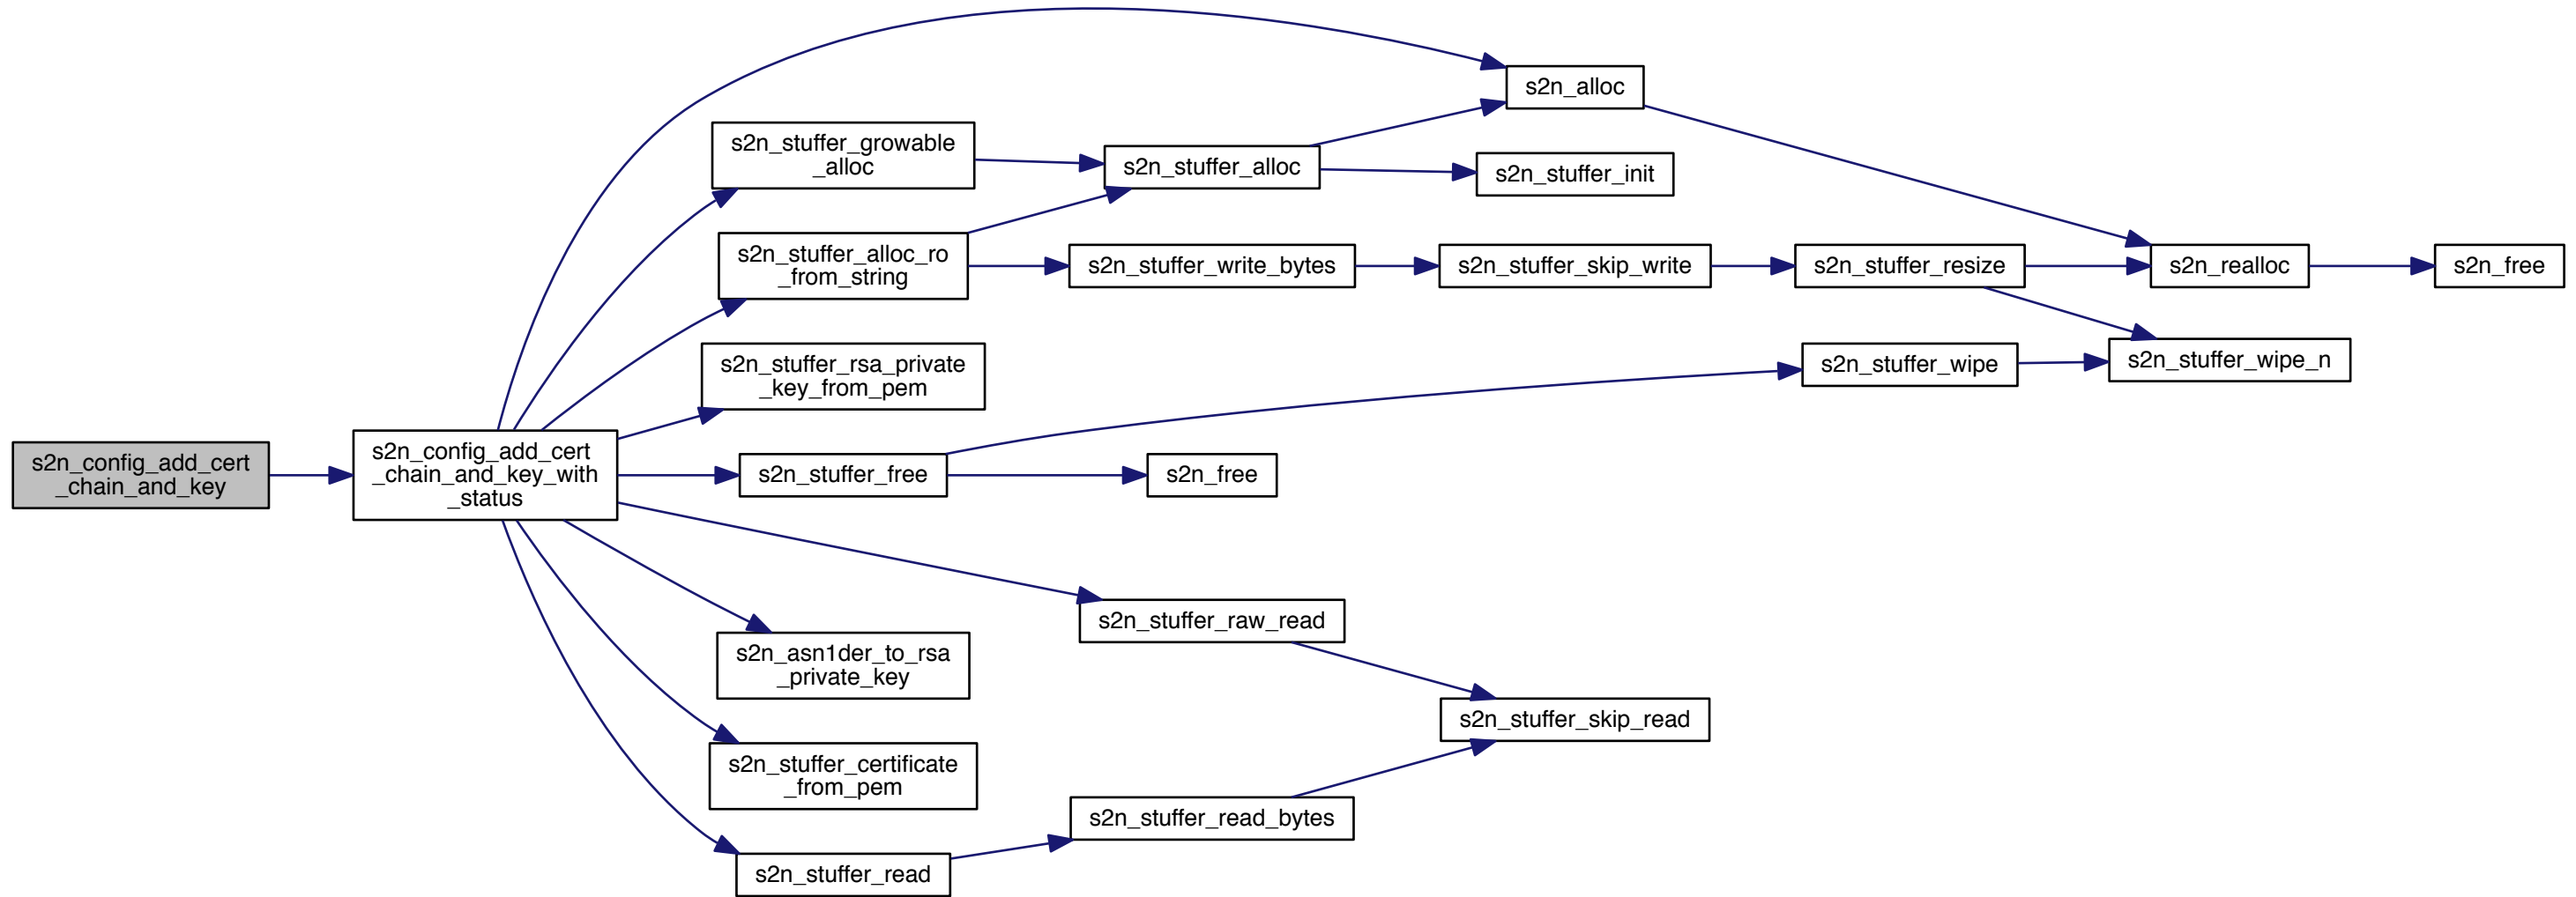 s2n_alloc
s2n_stuffer_growable
_alloc
s2n_stuffer_alloc
s2n_stuffer_init
s2n_stuffer_alloc_ro
_from_string
s2n_stuffer_write_bytes
s2n_stuffer_skip_write
s2n_stuffer_resize
s2n_realloc
s2n_free
s2n_stuffer_rsa_private
_key_from_pem
s2n_stuffer_wipe
s2n_stuffer_wipe_n
s2n_config_add_cert
_chain_and_key
s2n_config_add_cert
_chain_and_key_with
_status
s2n_stuffer_free
s2n_free
s2n_stuffer_raw_read
s2n_asn1der_to_rsa
_private_key
s2n_stuffer_skip_read
s2n_stuffer_certificate
_from_pem
s2n_stuffer_read_bytes
s2n_stuffer_read